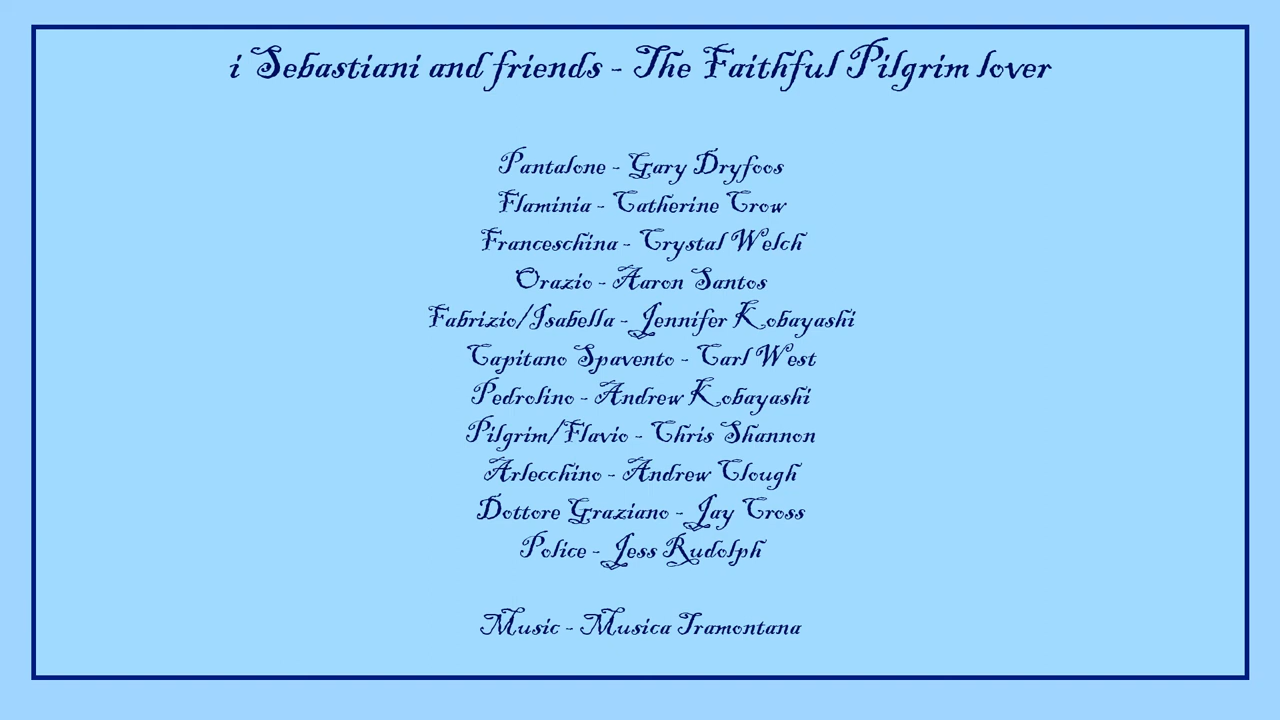 i Sebastiani and friends - The Faithful Pilgrim lover
Pantalone - Gary Dryfoos
Flaminia - Catherine Crow
Franceschina - Crystal Welch
Orazio - Aaron Santos
Fabrizio/Isabella - Jennifer Kobayashi
Capitano Spavento - Carl West
Pedrolino - Andrew Kobayashi
Pilgrim/Flavio - Chris Shannon
Arlecchino - Andrew Clough
Dottore Graziano - Jay Cross
Police - Jess Rudolph
Music - Musica Tramontana